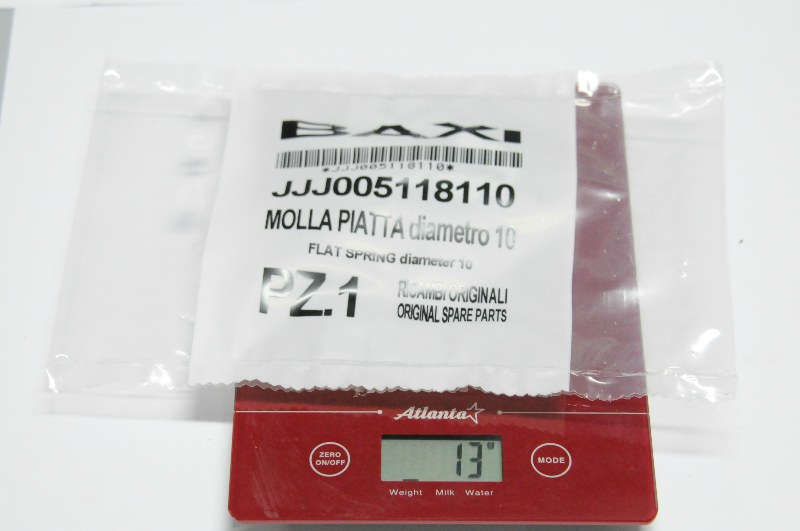 BAXI
*JJJ005118110*
JJJ005118110
MOLLA PIATTA diametro 10
FLAT SPRING diameter 10
PZ.1
RICAMBI ORIGINALI
ORIGINAL SPARE PARTS
Atlanta
ZERO
ON/OFF
13 g
MODE
Weight Milk Water